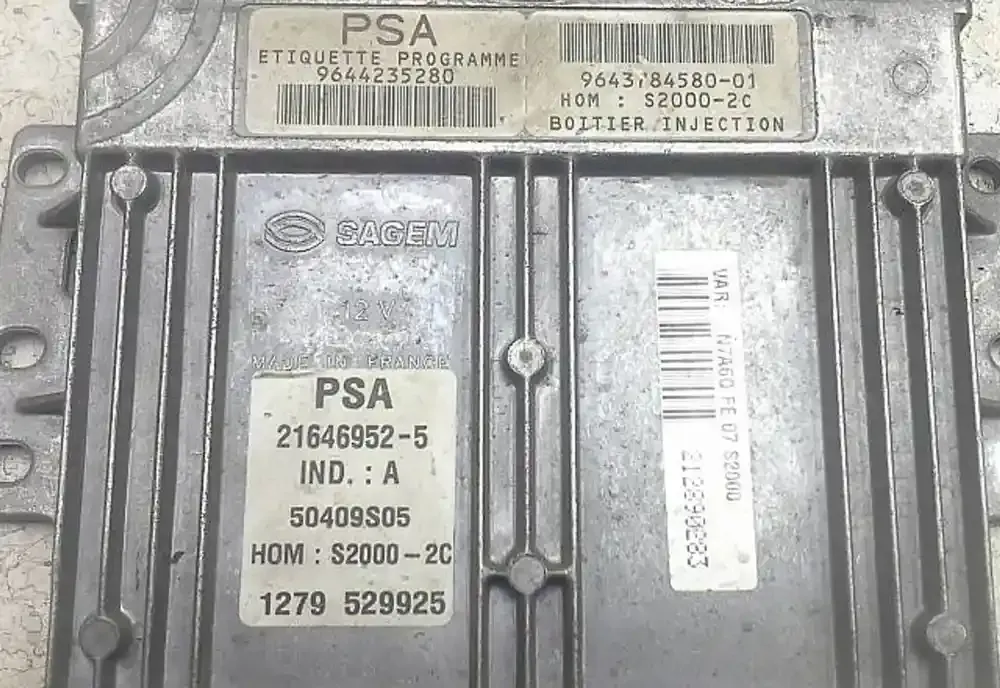 PSA
ETIQUETTE PROGRAMME
9644235280
9643784580-01
HOM : S2000-2C
BOITIER INJECTION
SAGEM
12 V
MADE IN FRANCE
PSA
21646952-5
IND. : A
50409S05
HOM : S2000-2C
1279 529925
VAR: N7460 FE 07 S2000